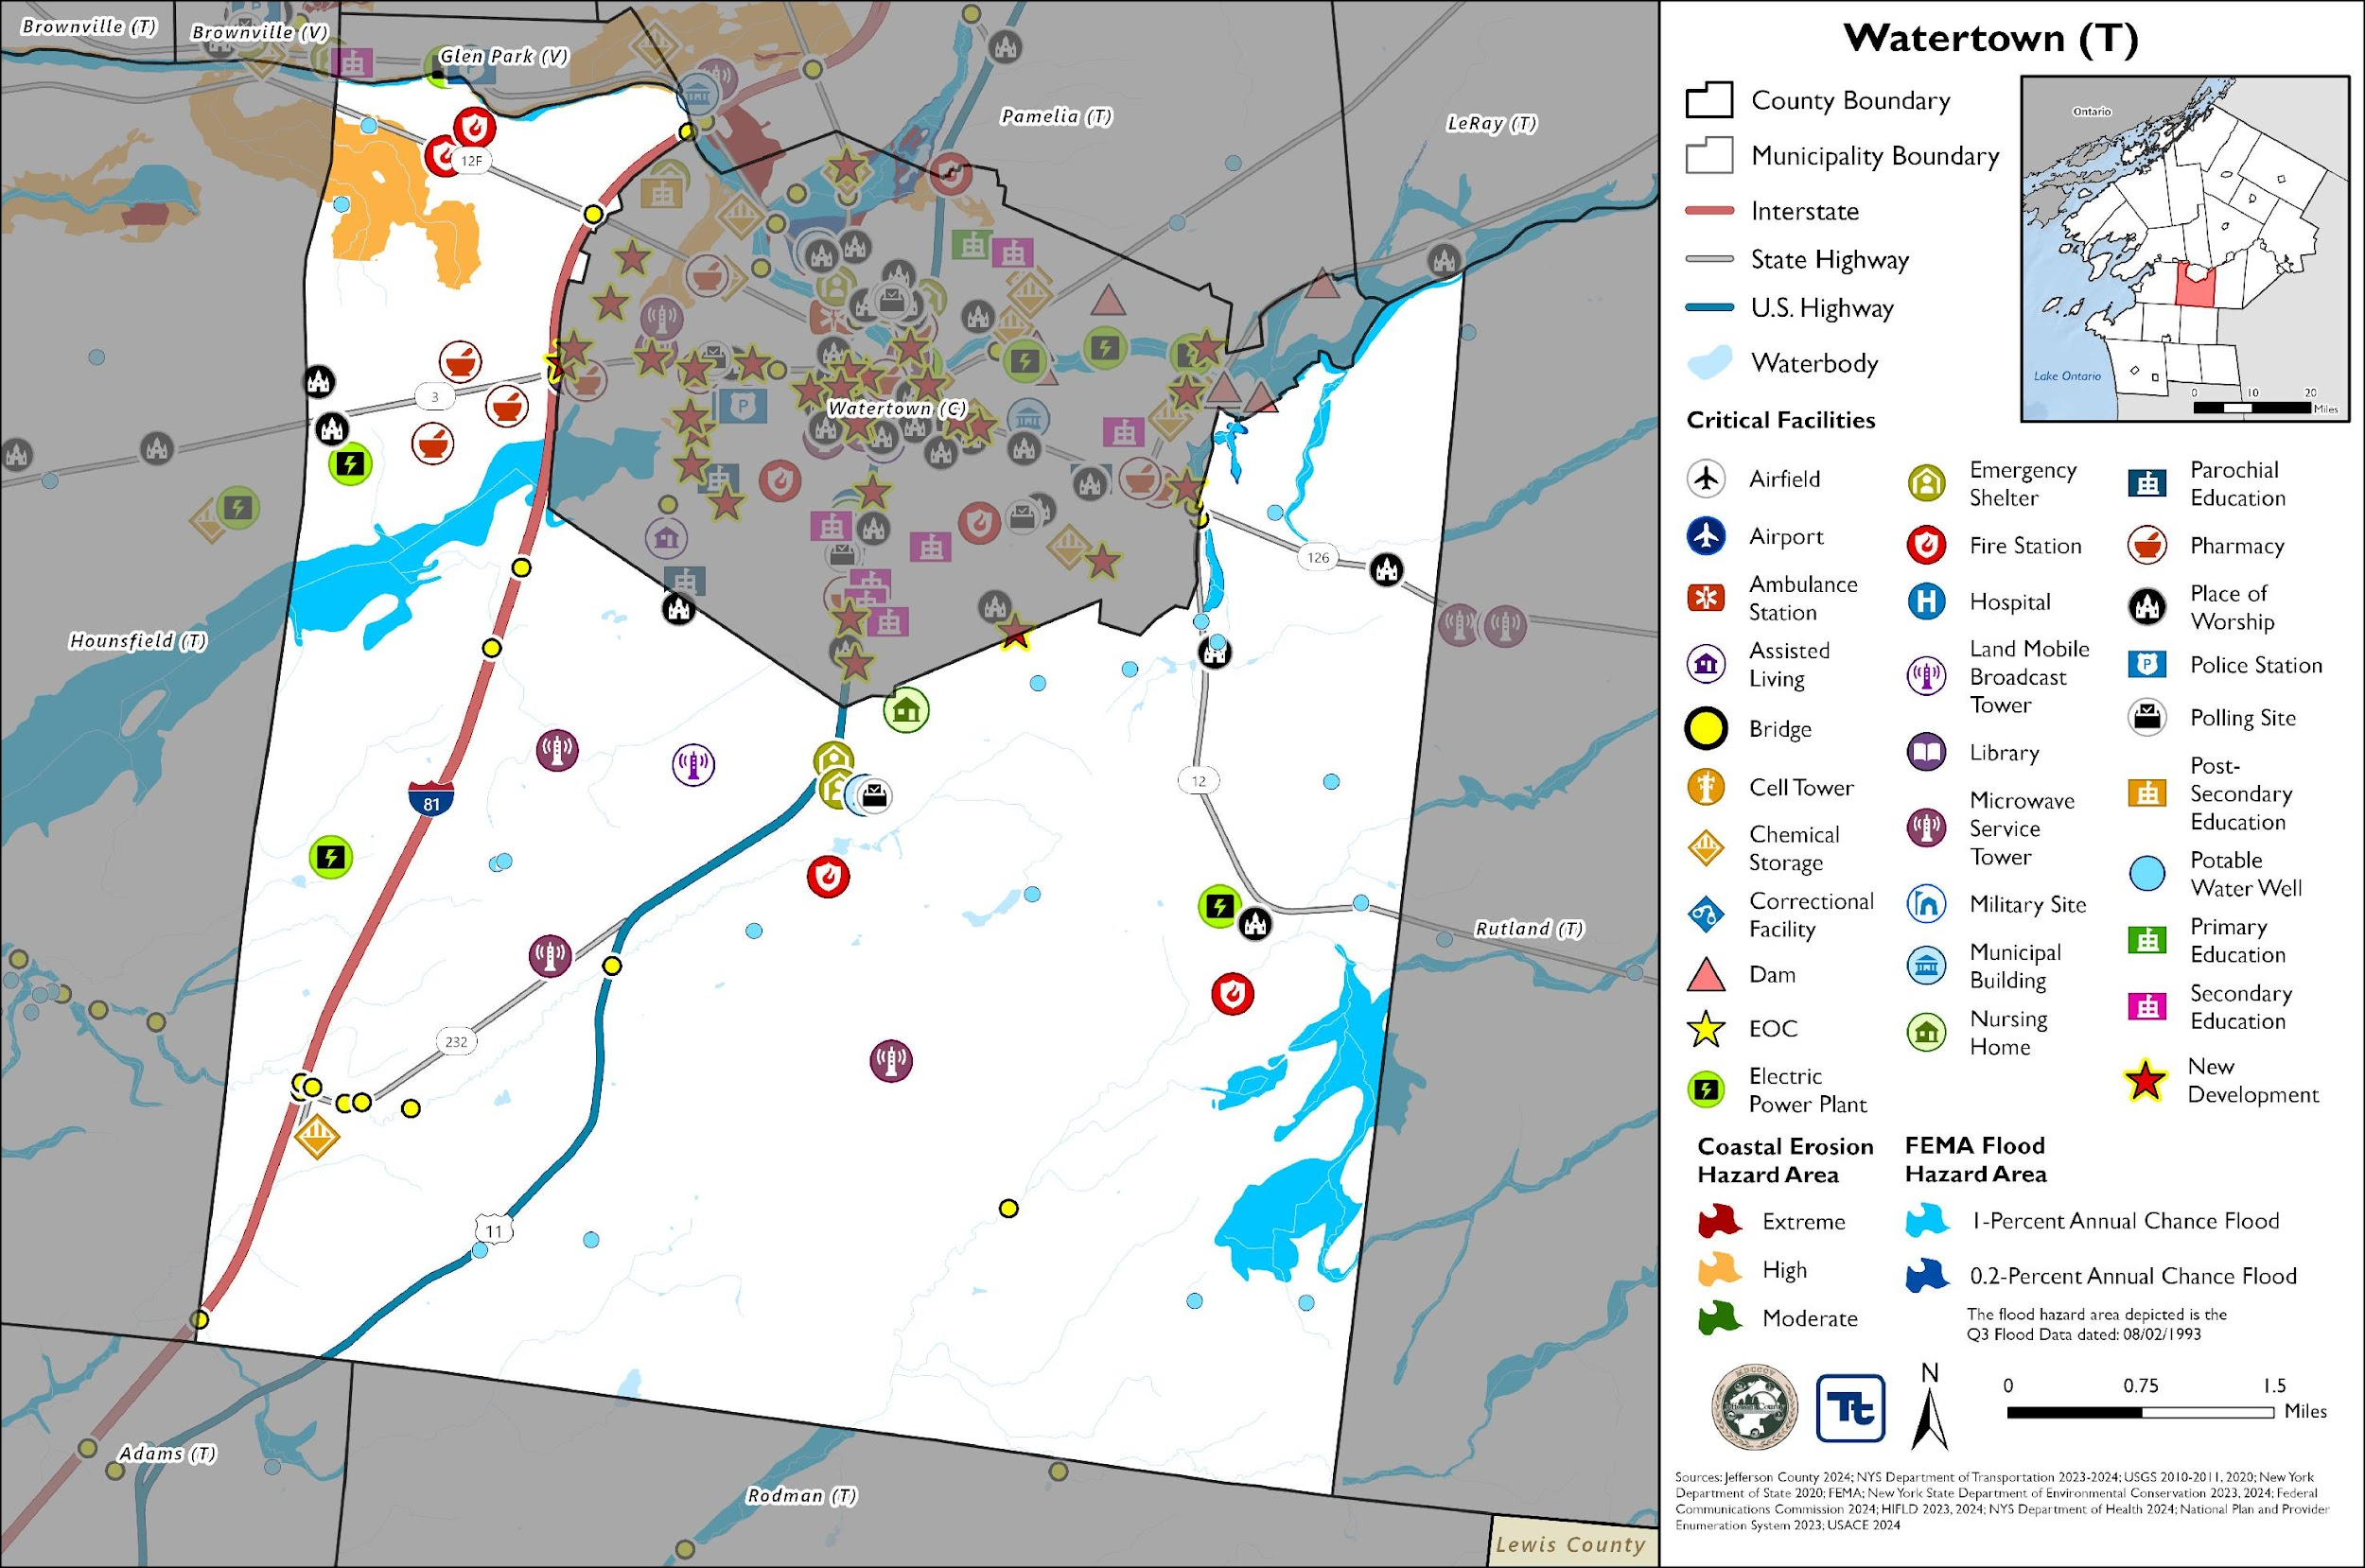 Brownville (T)
Brownville (V)
Glen Park (V)
Pamelia (T)
LeRay (T)
12F
3
Watertown (C)
126
Hounsfield (T)
12
81
Rutland (T)
232
11
Adams (T)
Rodman (T)
Lewis County
Watertown (T)
County Boundary
Municipality Boundary
Interstate
State Highway
U.S. Highway
Waterbody
Ontario
Lake Ontario
0 10 20
Miles
Critical Facilities
Airfield
Airport
Ambulance
Station
Assisted
Living
Bridge
Cell Tower
Chemical
Storage
Correctional
Facility
Dam
EOC
Electric
Power Plant
Emergency
Shelter
Fire Station
H
Hospital
Land Mobile
Broadcast
Tower
Library
Microwave
Service
Tower
Military Site
Municipal
Building
Nursing
Home
Parochial
Education
Pharmacy
Place of
Worship
P
Police Station
Polling Site
Post-
Secondary
Education
Potable
Water Well
Primary
Education
Secondary
Education
New
Development
Coastal Erosion
Hazard Area
Extreme
High
Moderate
FEMA Flood
Hazard Area
1-Percent Annual Chance Flood
0.2-Percent Annual Chance Flood
The flood hazard area depicted is the
Q3 Flood Data dated: 08/02/1993
Tt
N
0 0.75 1.5
Miles
Sources: Jefferson County 2024; NYS Department of Transportation 2023-2024; USGS 2010-2011, 2020; New York
Department of State 2020; FEMA; New York State Department of Environmental Conservation 2023, 2024; Federal
Communications Commission 2024; HIFLD 2023, 2024; NYS Department of Health 2024; National Plan and Provider
Enumeration System 2023; USACE 2024